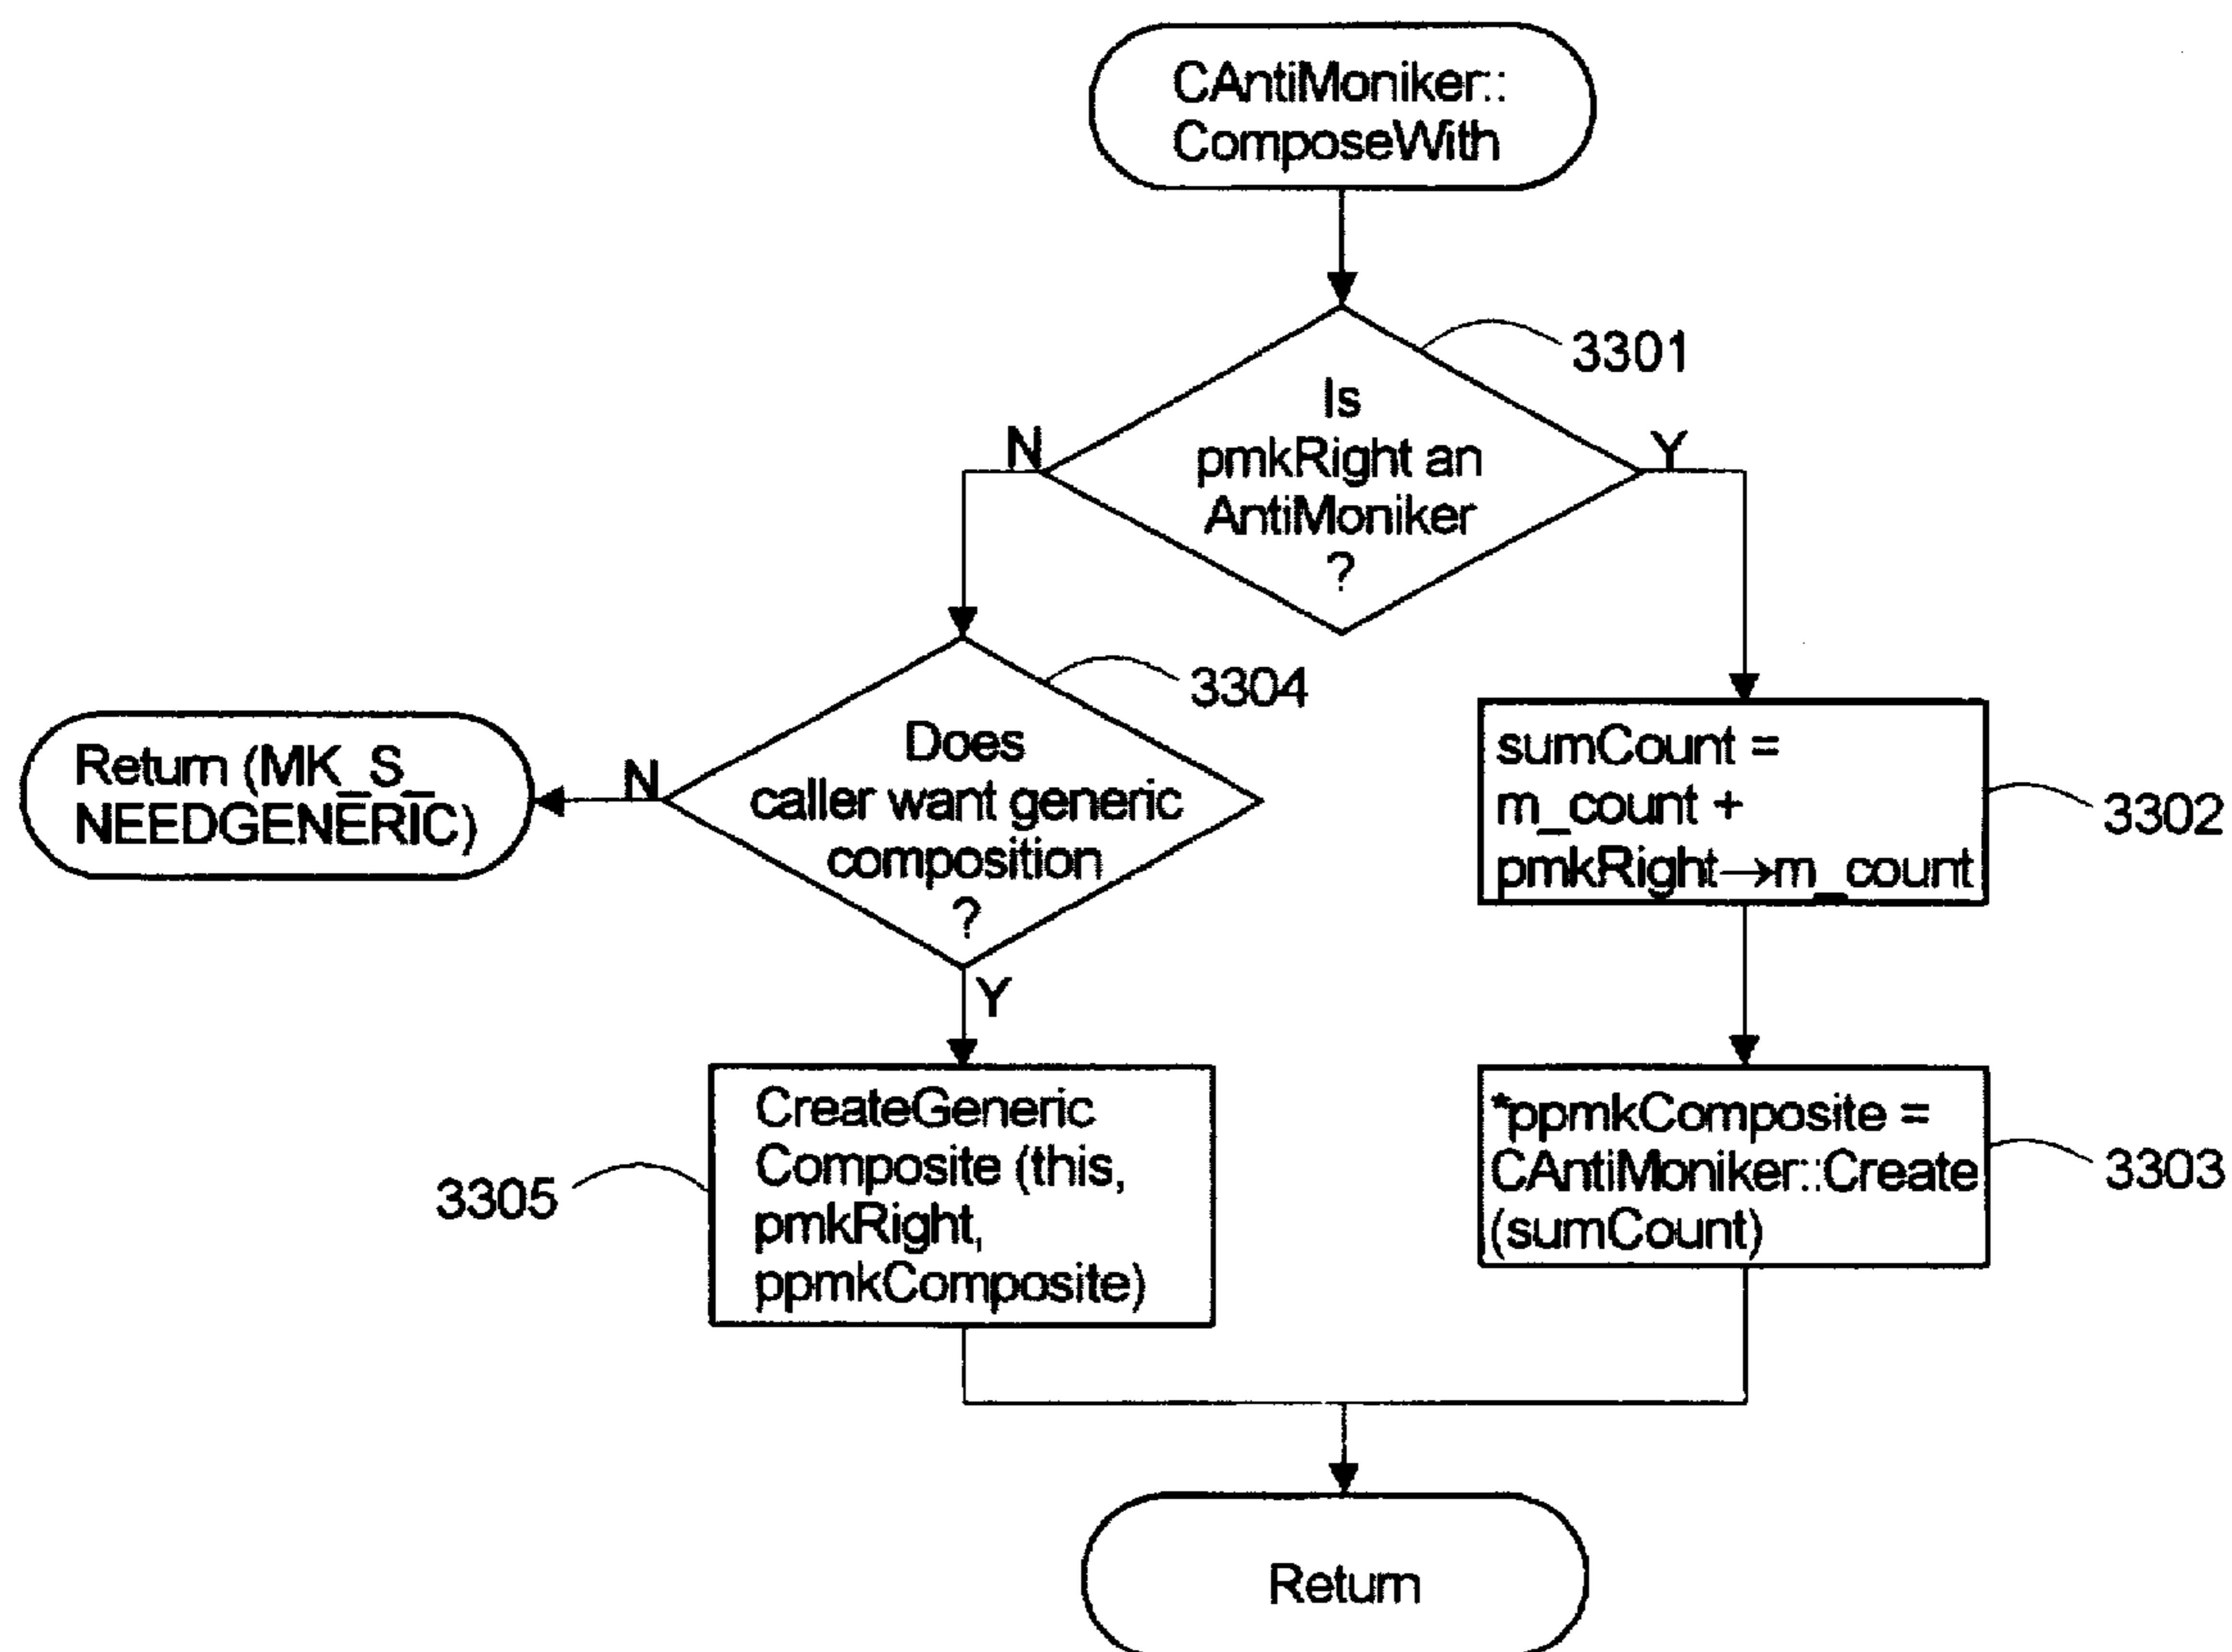 CAntiMoniker::
ComposeWith
3301
Is
pmkRight an
AntiMoniker
?
N
Y
3304
Does
caller want generic
composition
?
N
Y
Return (MK_S_
NEEDGENERIC)
sumCount =
m_count +
pmkRight→m_count
3302
CreateGeneric
Composite (this,
pmkRight,
ppmkComposite)
3305
*ppmkComposite =
CAntiMoniker::Create
(sumCount)
3303
Return